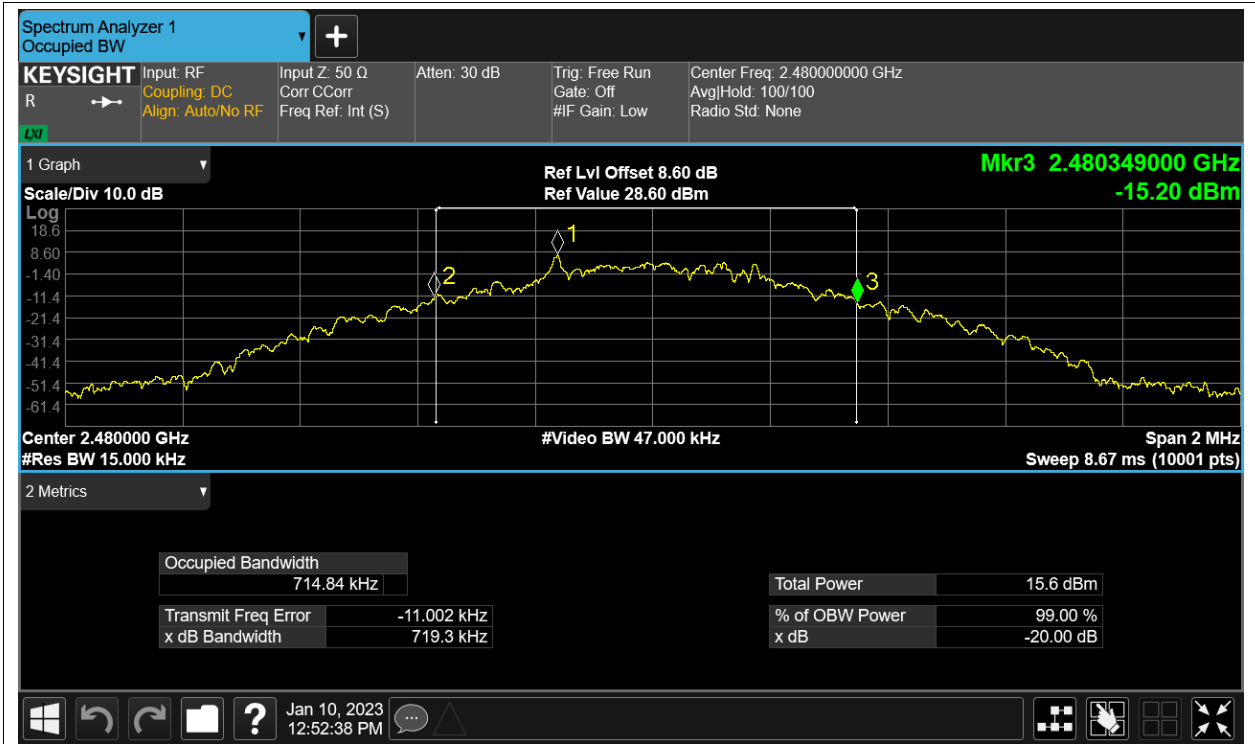 Spectrum Analyzer 1
Occupied BW
+
KEYSIGHT
R
LXI
Input: RF
Coupling: DC
Align: Auto/No RF
Input Z: 50 Ω
Corr CCorr
Freq Ref: Int (S)
Atten: 30 dB
Trig: Free Run
Gate: Off
#IF Gain: Low
Center Freq: 2.480000000 GHz
Avg|Hold: 100/100
Radio Std: None
1 Graph
Scale/Div 10.0 dB
Ref Lvl Offset 8.60 dB
Ref Value 28.60 dBm
Mkr3 2.480349000 GHz
-15.20 dBm
Log
18.6
8.60
-1.40
-11.4
-21.4
-31.4
-41.4
-51.4
-61.4
1
2
3
Center 2.480000 GHz
#Res BW 15.000 kHz
#Video BW 47.000 kHz
Span 2 MHz
Sweep 8.67 ms (10001 pts)
2 Metrics
Occupied Bandwidth
714.84 kHz
Transmit Freq Error -11.002 kHz
x dB Bandwidth 719.3 kHz
Total Power 15.6 dBm
% of OBW Power 99.00 %
x dB -20.00 dB
?
Jan 10, 2023
12:52:38 PM